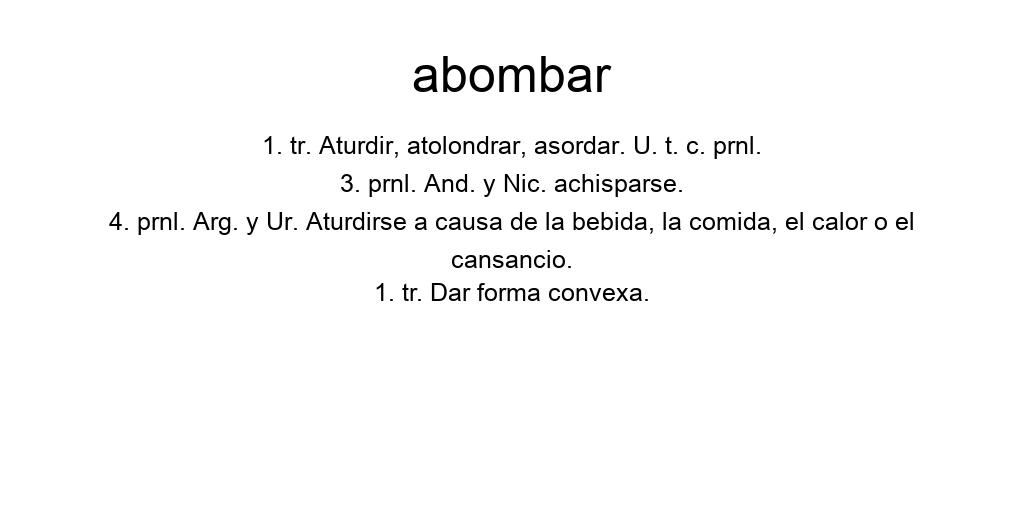 abombar
1. tr. Aturdir, atolondrar, asordar. U. t. c. prnl.
3. prnl. And. y Nic. achisparse.
4. prnl. Arg. y Ur. Aturdirse a causa de la bebida, la comida, el calor o el
cansancio.
1. tr. Dar forma convexa.